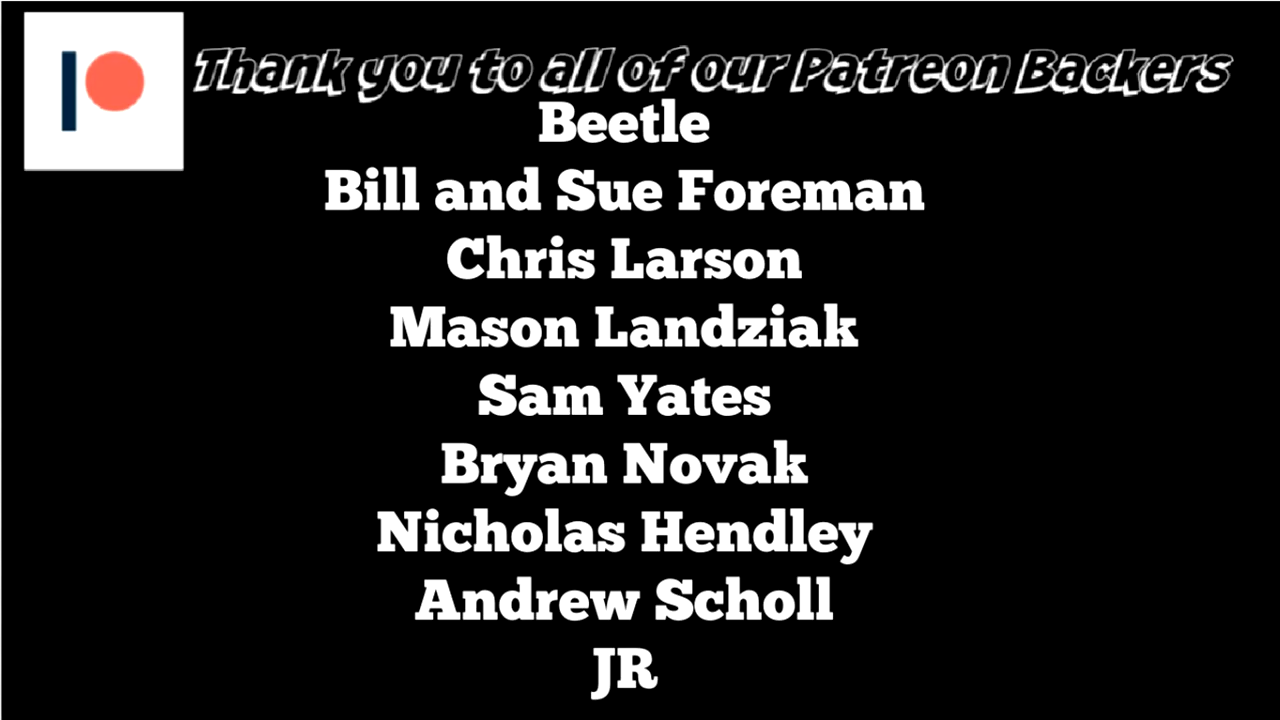 Thank you to all of our Patreon Backers
Beetle
Bill and Sue Foreman
Chris Larson
Mason Landziak
Sam Yates
Bryan Novak
Nicholas Hendley
Andrew Scholl
JR